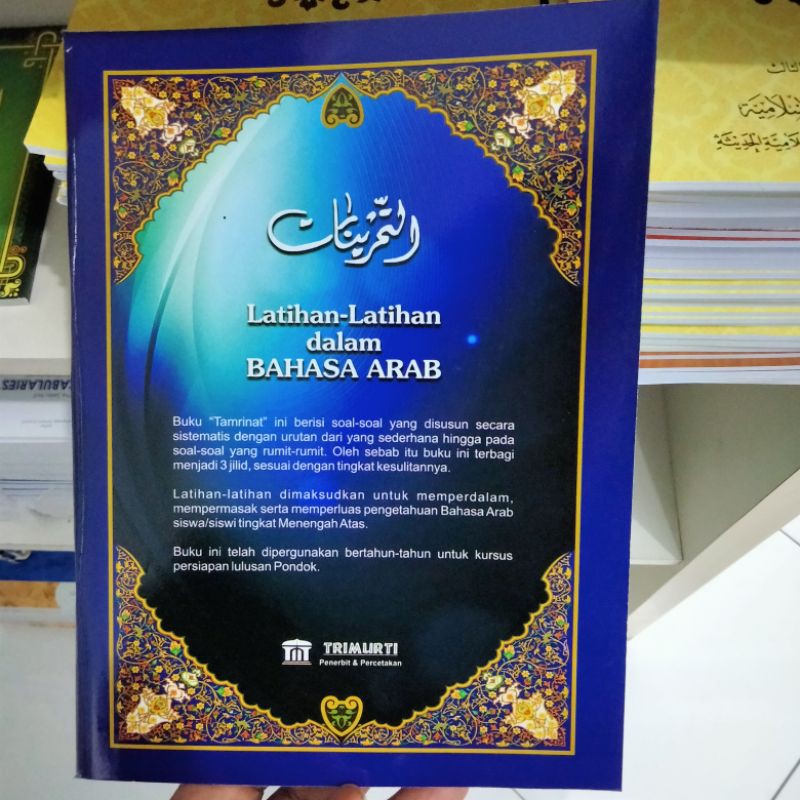 التمرينات
Latihan-Latihan
dalam
BAHASA ARAB
Buku "Tamrinat" ini berisi soal-soal yang disusun secara
sistematis dengan urutan dari yang sederhana hingga pada
soal-soal yang rumit-rumit. Oleh sebab itu buku ini terbagi
menjadi 3 jilid, sesuai dengan tingkat kesulitannya.
Latihan-latihan dimaksudkan untuk memperdalam,
mempermasak serta memperluas pengetahuan Bahasa Arab
siswa/siswi tingkat Menengah Atas.
Buku ini telah dipergunakan bertahun-tahun untuk kursus
persiapan lulusan Pondok.
TRIMURTI
Penerbit & Percetakan